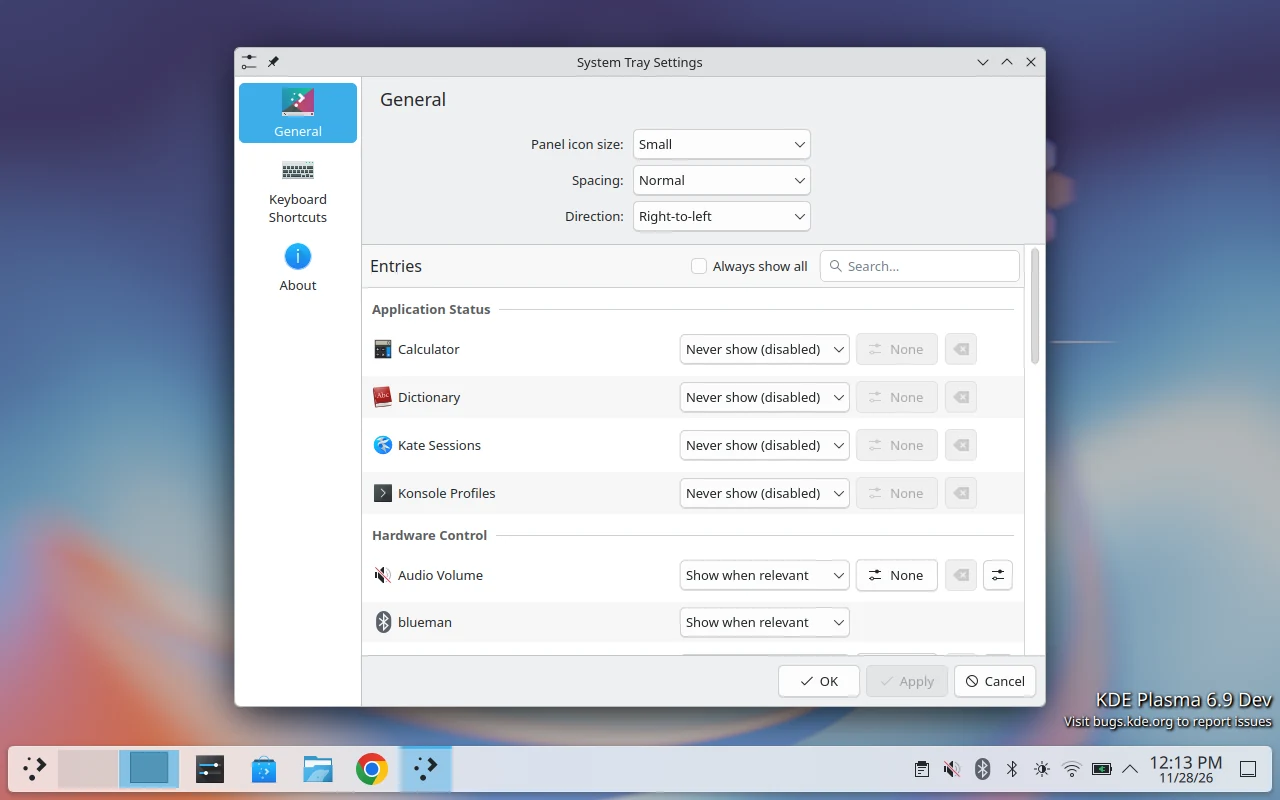 System Tray Settings
General
Keyboard
Shortcuts
About
General
Panel icon size: Small
Spacing: Normal
Direction: Right-to-left
Entries
Always show all
Search...
Application Status
Calculator Never show (disabled) None
Dictionary Never show (disabled) None
Kate Sessions Never show (disabled) None
Konsole Profiles Never show (disabled) None
Hardware Control
Audio Volume Show when relevant None
blueman Show when relevant
OK Apply Cancel
KDE Plasma 6.9 Dev
Visit bugs.kde.org to report issues
12:13 PM
11/28/26